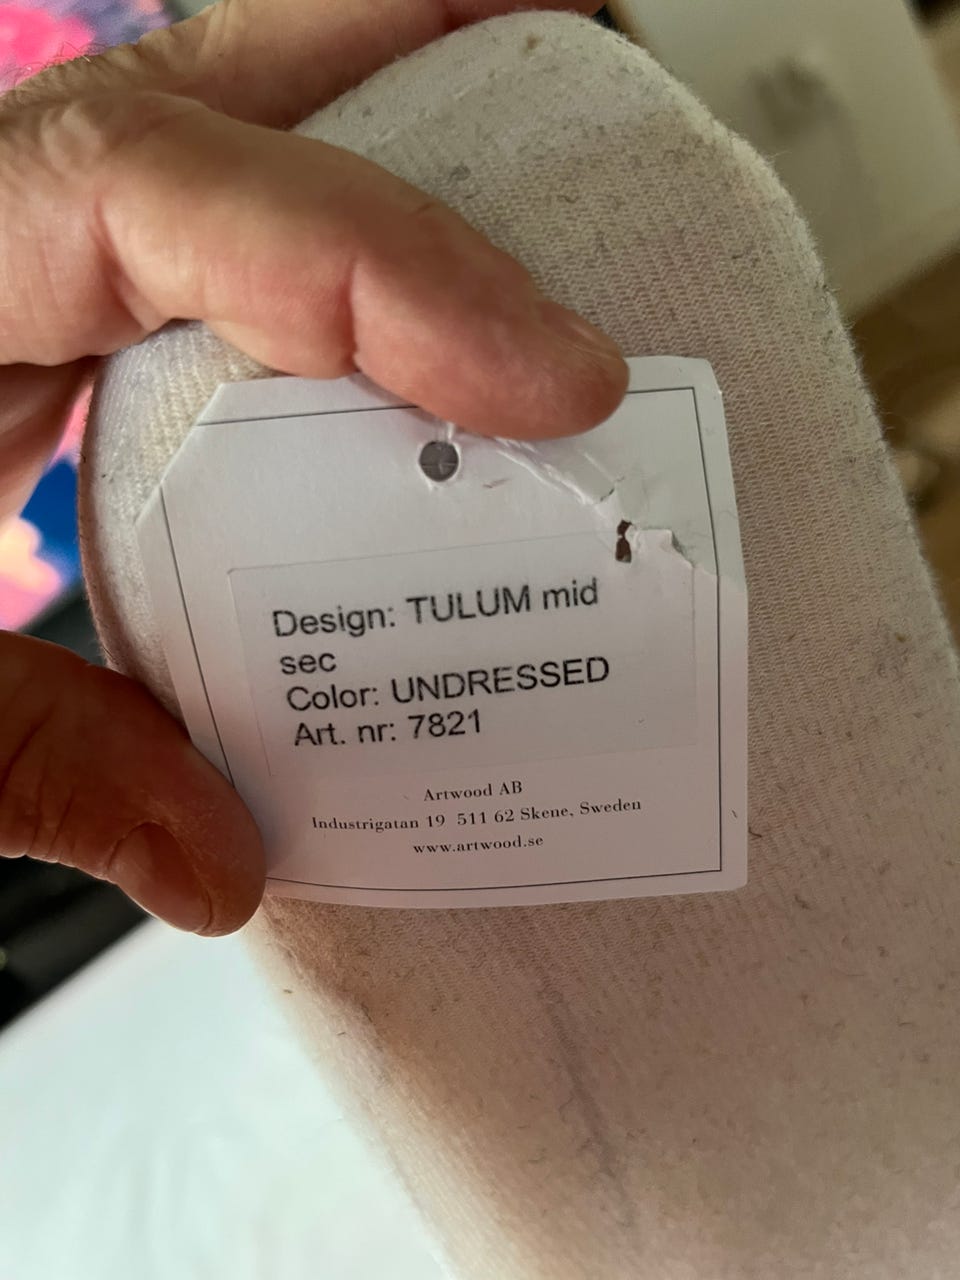 Design: TULUM mid
sec
Color: UNDRESSED
Art. nr: 7821
Artwood AB
Industrigatan 19 511 62 Skene, Sweden
www.artwood.se